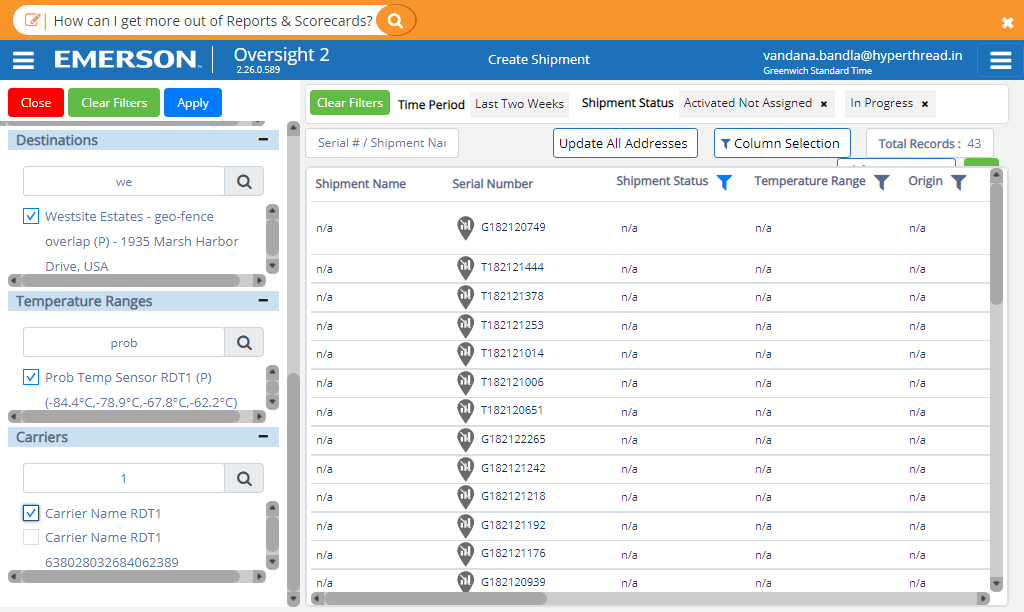 How can I get more out of Reports & Scorecards?
EMERSON
Oversight 2
2.26.0.589
Create Shipment
vandana.bandla@hyperthread.in
Greenwich Standard Time
Close
Clear Filters
Apply
Destinations
we
Westsite Estates - geo-fence
overlap (P) - 1935 Marsh Harbor
Drive, USA
Temperature Ranges
prob
Prob Temp Sensor RDT1 (P)
(-84.4°C,-78.9°C,-67.8°C,-62.2°C)
Carriers
1
Carrier Name RDT1
Carrier Name RDT1
638028032684062389
Clear Filters
Time Period
Last Two Weeks
Shipment Status
Activated Not Assigned ×
In Progress ×
Serial # / Shipment Nar
Update All Addresses
Column Selection
Total Records : 43
Shipment Name Serial Number Shipment Status Temperature Range Origin
n/a G182120749 n/a n/a n/a
n/a T182121444 n/a n/a n/a
n/a T182121378 n/a n/a n/a
n/a T182121253 n/a n/a n/a
n/a T182121014 n/a n/a n/a
n/a T182121006 n/a n/a n/a
n/a T182120651 n/a n/a n/a
n/a G182122265 n/a n/a n/a
n/a G182121242 n/a n/a n/a
n/a G182121218 n/a n/a n/a
n/a G182121192 n/a n/a n/a
n/a G182121176 n/a n/a n/a
n/a G182120939 n/a n/a n/a